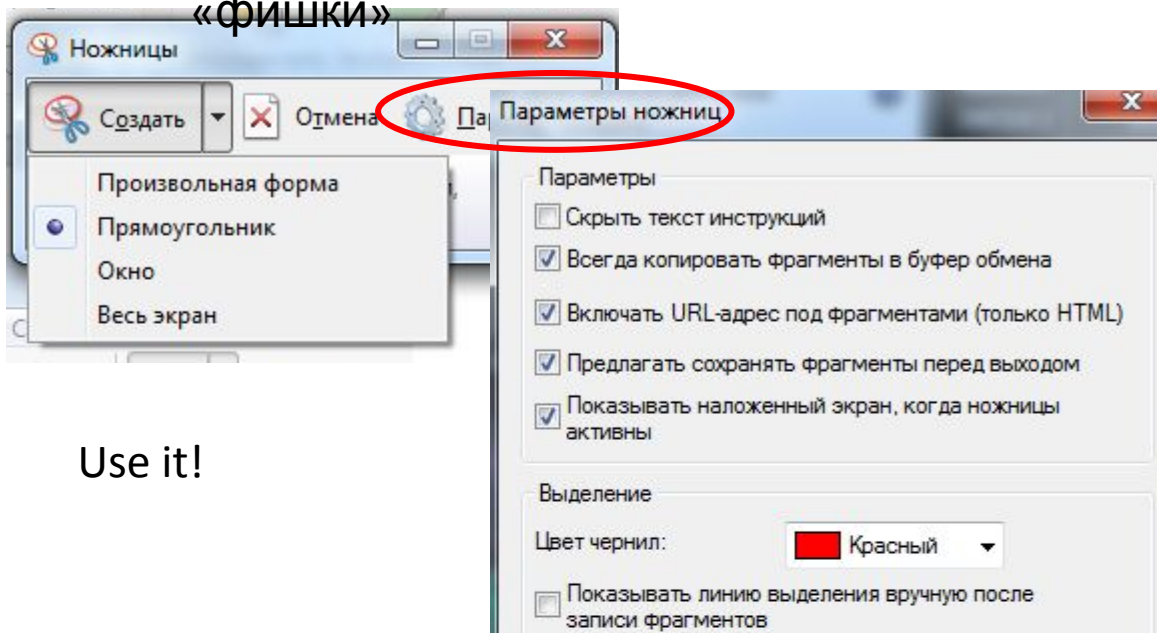 «фишки»
Ножницы
Создать
Отмена
Па
Произвольная форма
Прямоугольник
Окно
Весь экран
Use it!
Параметры ножниц
Параметры
Скрыть текст инструкций
Всегда копировать фрагменты в буфер обмена
Включать URL-адрес под фрагментами (только HTML)
Предлагать сохранять фрагменты перед выходом
Показывать наложенный экран, когда ножницы
активны
Выделение
Цвет чернил:
Красный
Показывать линию выделения вручную после
записи фрагментов